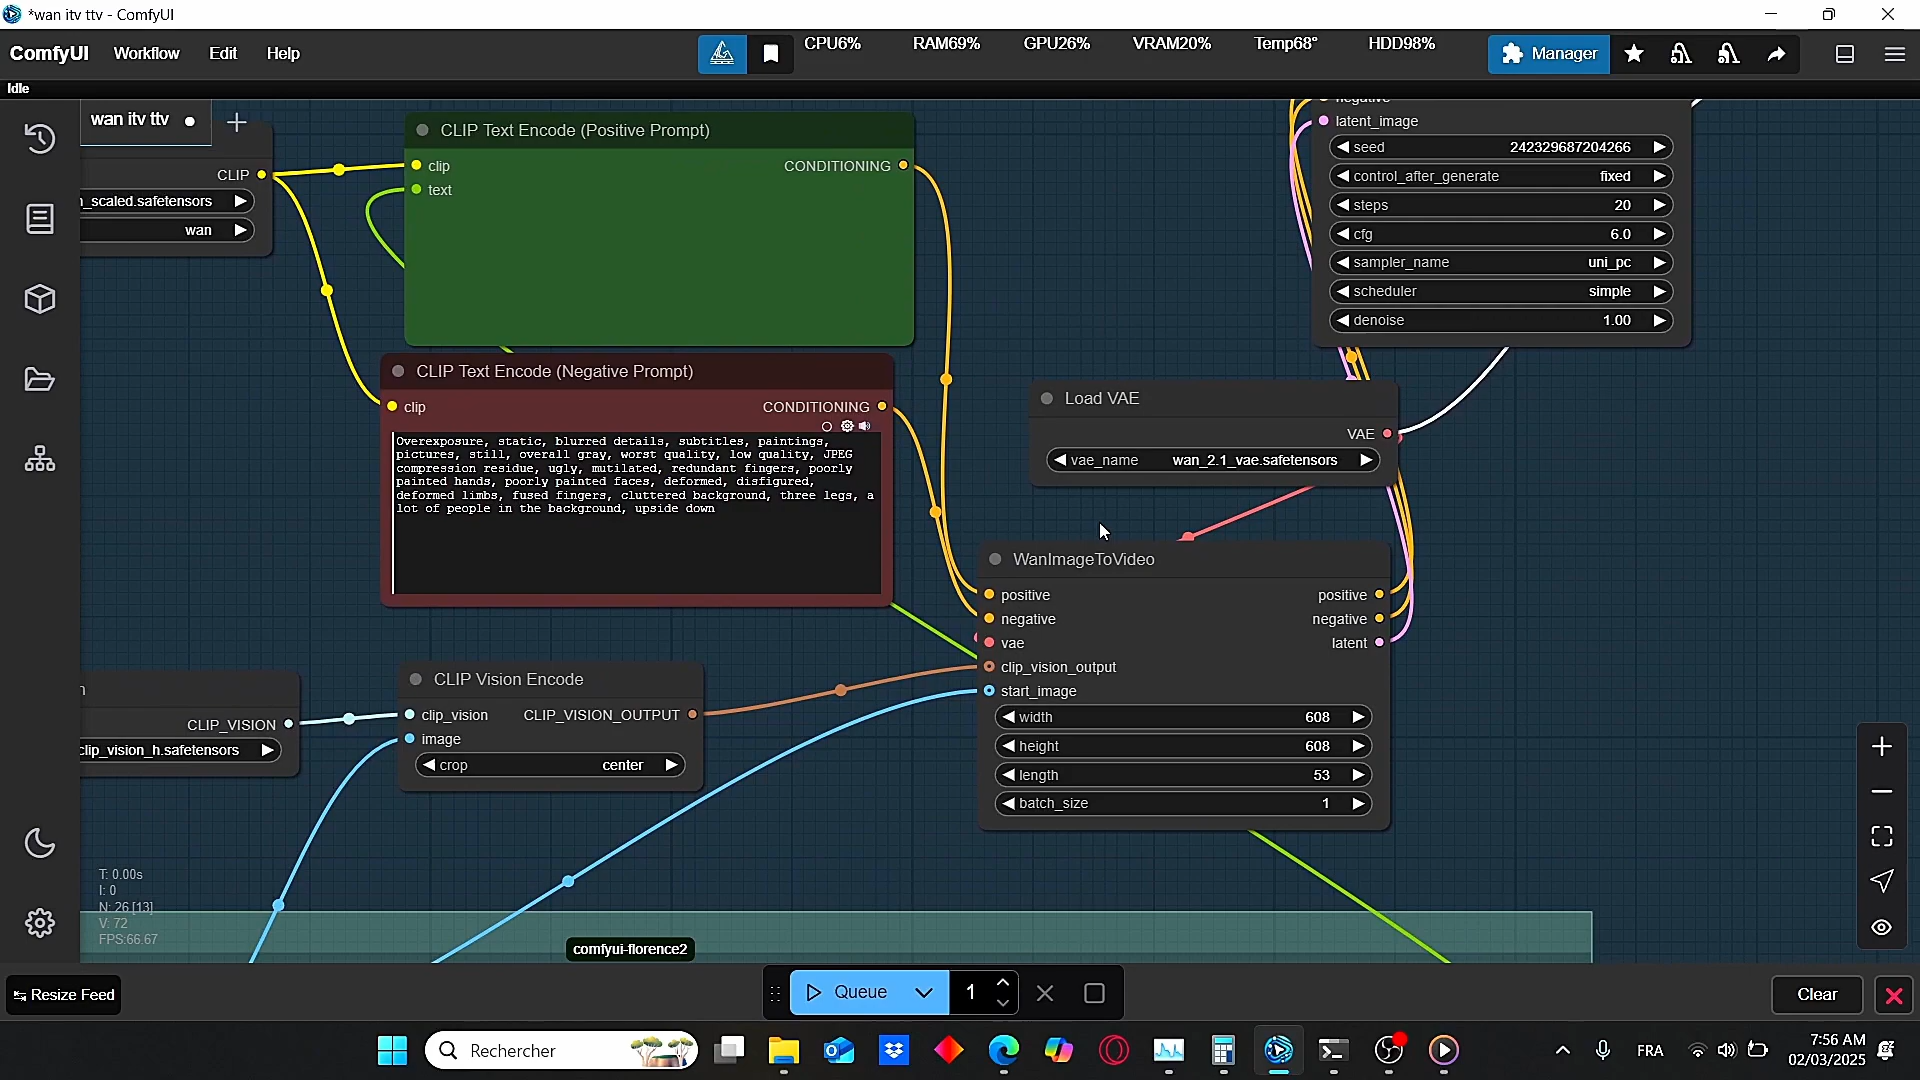 *wan itv ttv - ComfyUI
ComfyUI Workflow Edit Help
CPU6% RAM69% GPU26% VRAM20% Temp68° HDD98%
Manager
Idle
wan itv ttv
CLIP
n_scaled.safetensors
wan
CLIP Text Encode (Positive Prompt)
clip CONDITIONING
text
negative
latent_image
seed 242329687204266
control_after_generate fixed
steps 20
cfg 6.0
sampler_name uni_pc
scheduler simple
denoise 1.00
CLIP Text Encode (Negative Prompt)
clip CONDITIONING
Overexposure, static, blurred details, subtitles, paintings,
pictures, still, overall gray, worst quality, low quality, JPEG
compression residue, ugly, mutilated, redundant fingers, poorly
painted hands, poorly painted faces, deformed, disfigured,
deformed limbs, fused fingers, cluttered background, three legs, a
lot of people in the background, upside down
Load VAE
VAE
vae_name wan_2.1_vae.safetensors
WanImageToVideo
positive positive
negative negative
vae latent
clip_vision_output
start_image
width 608
height 608
length 53
batch_size 1
n
CLIP_VISION
clip_vision_h.safetensors
CLIP Vision Encode
clip_vision CLIP_VISION_OUTPUT
image
crop center
T: 0.00s
I: 0
N: 26 [13]
V: 72
FPS:66.67
comfyui-florence2
Resize Feed
Queue 1
Clear
Rechercher
FRA
7:56 AM
02/03/2025